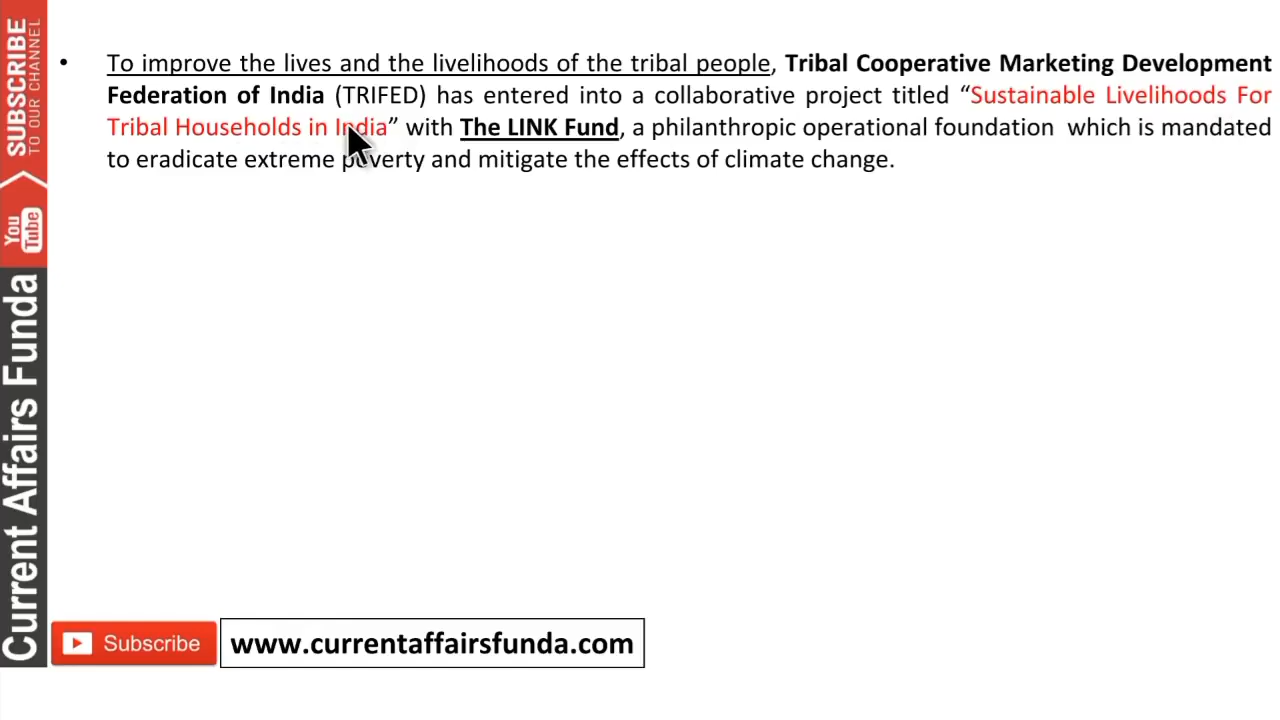 SUBSCRIBE
TO OUR CHANNEL
You
Tube
Current Affairs Funda
• To improve the lives and the livelihoods of the tribal people, Tribal Cooperative Marketing Development
Federation of India (TRIFED) has entered into a collaborative project titled “Sustainable Livelihoods For
Tribal Households in India” with The LINK Fund, a philanthropic operational foundation which is mandated
to eradicate extreme poverty and mitigate the effects of climate change.
Subscribe
www.currentaffairsfunda.com